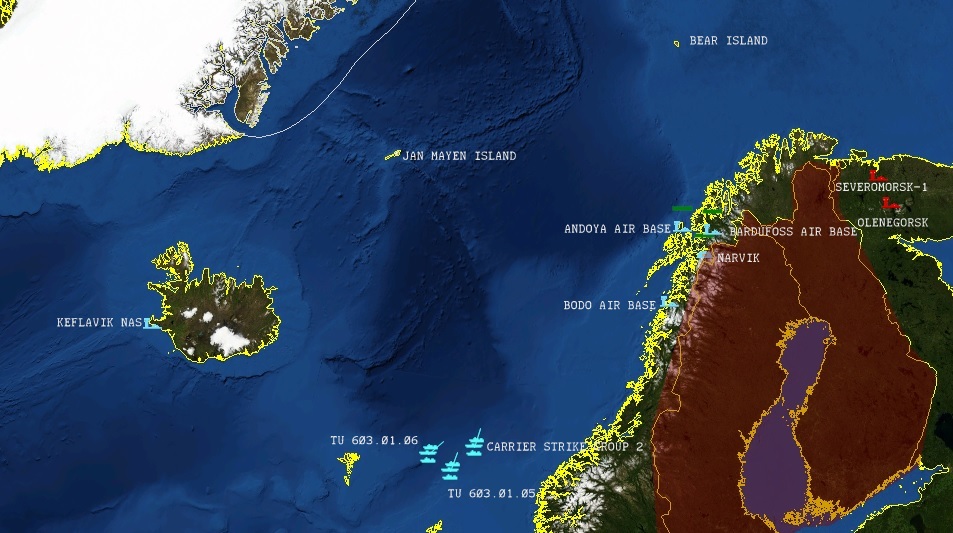 BEAR ISLAND
JAN MAYEN ISLAND
SEVEROMORSK-1
OLENEGORSK
ANDOYA AIR BASE
BARDUFOSS AIR BASE
NARVIK
BODO AIR BASE
KEFLAVIK NAS
TU 603.01.06
CARRIER STRIKE GROUP 2
TU 603.01.05